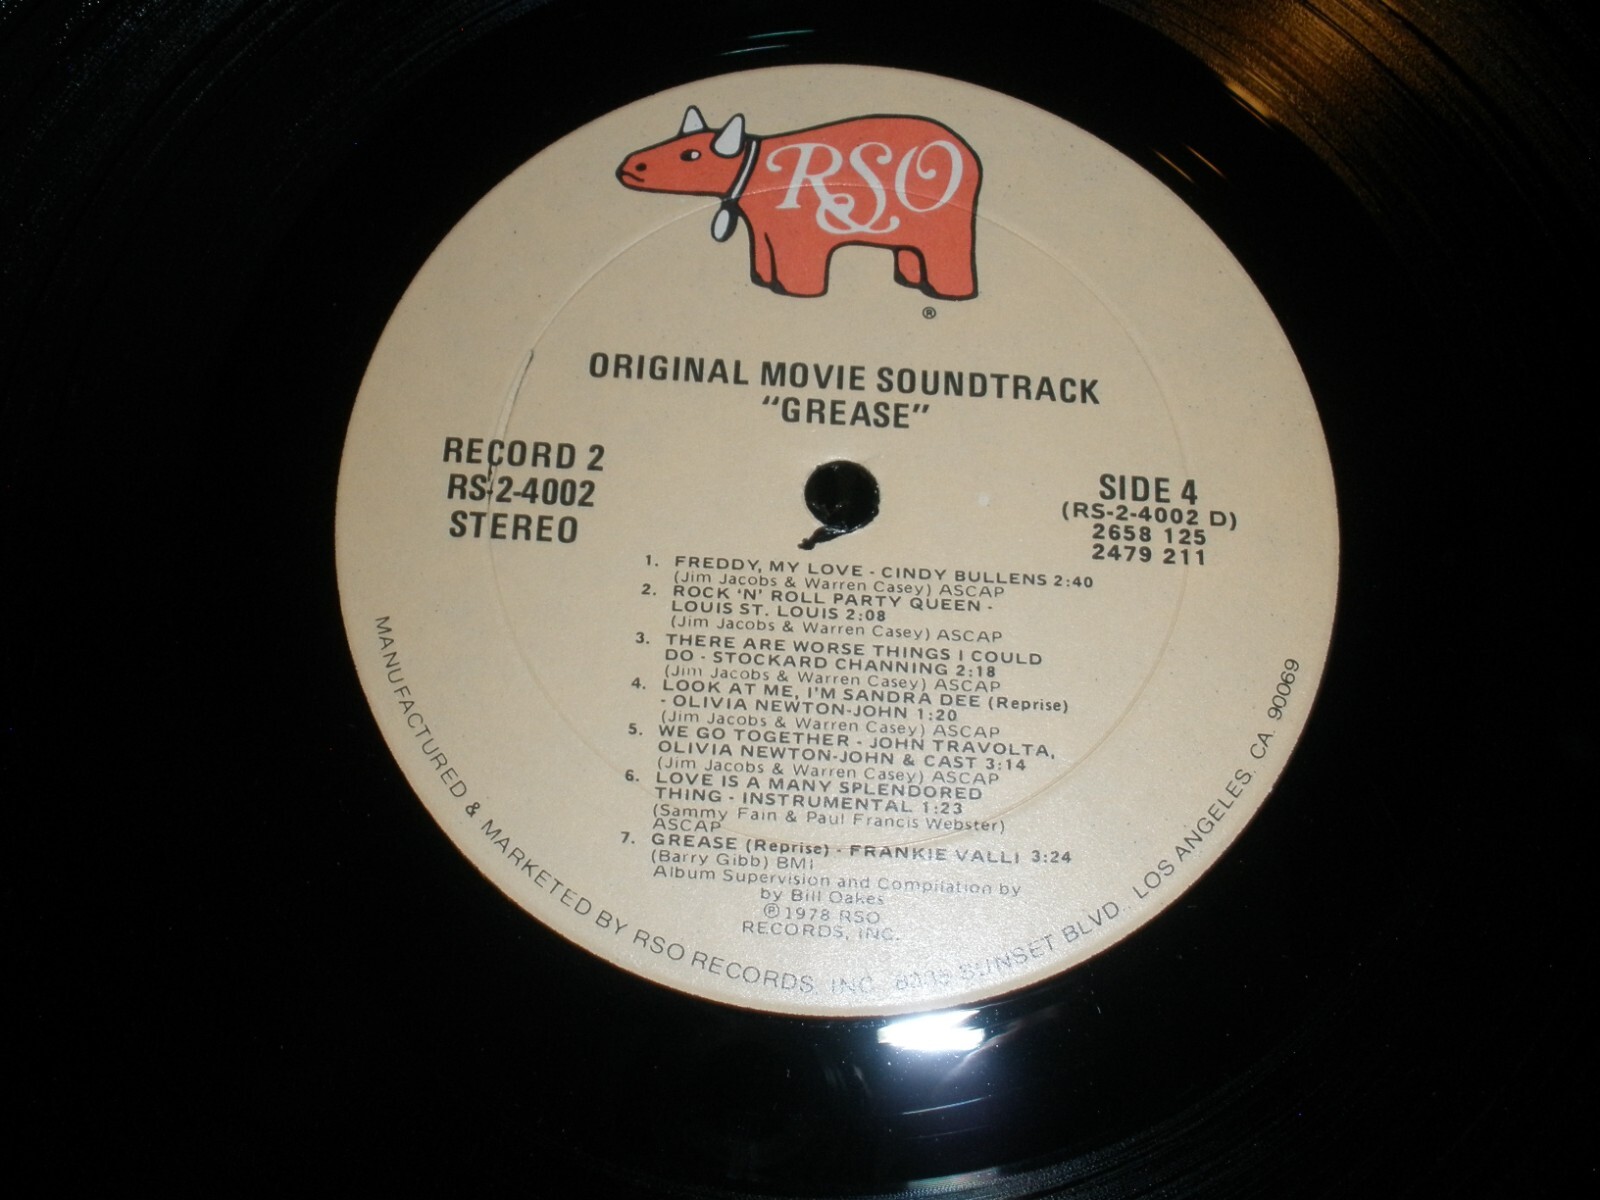 RSO
®
ORIGINAL MOVIE SOUNDTRACK
"GREASE"
RECORD 2
RS-2-4002
STEREO
SIDE 4
(RS-2-4002 D)
2658 125
2479 211
1. FREDDY, MY LOVE - CINDY BULLENS 2:40
(Jim Jacobs & Warren Casey) ASCAP
2. ROCK 'N' ROLL PARTY QUEEN -
LOUIS ST. LOUIS 2:08
(Jim Jacobs & Warren Casey) ASCAP
3. THERE ARE WORSE THINGS I COULD
DO - STOCKARD CHANNING 2:18
(Jim Jacobs & Warren Casey) ASCAP
4. LOOK AT ME, I'M SANDRA DEE (Reprise)
- OLIVIA NEWTON-JOHN 1:20
(Jim Jacobs & Warren Casey) ASCAP
5. WE GO TOGETHER - JOHN TRAVOLTA,
OLIVIA NEWTON-JOHN & CAST 3:14
(Jim Jacobs & Warren Casey) ASCAP
6. LOVE IS A MANY SPLENDORED
THING - INSTRUMENTAL 1:23
(Sammy Fain & Paul Francis Webster)
ASCAP
7. GREASE (Reprise) - FRANKIE VALLI 3:24
(Barry Gibb) BMI
Album Supervision and Compilation by
by Bill Oakes
℗ 1978 RSO
RECORDS, INC.
MANUFACTURED & MARKETED BY RSO RECORDS, INC. SUNSET BLVD., LOS ANGELES, CA. 90069